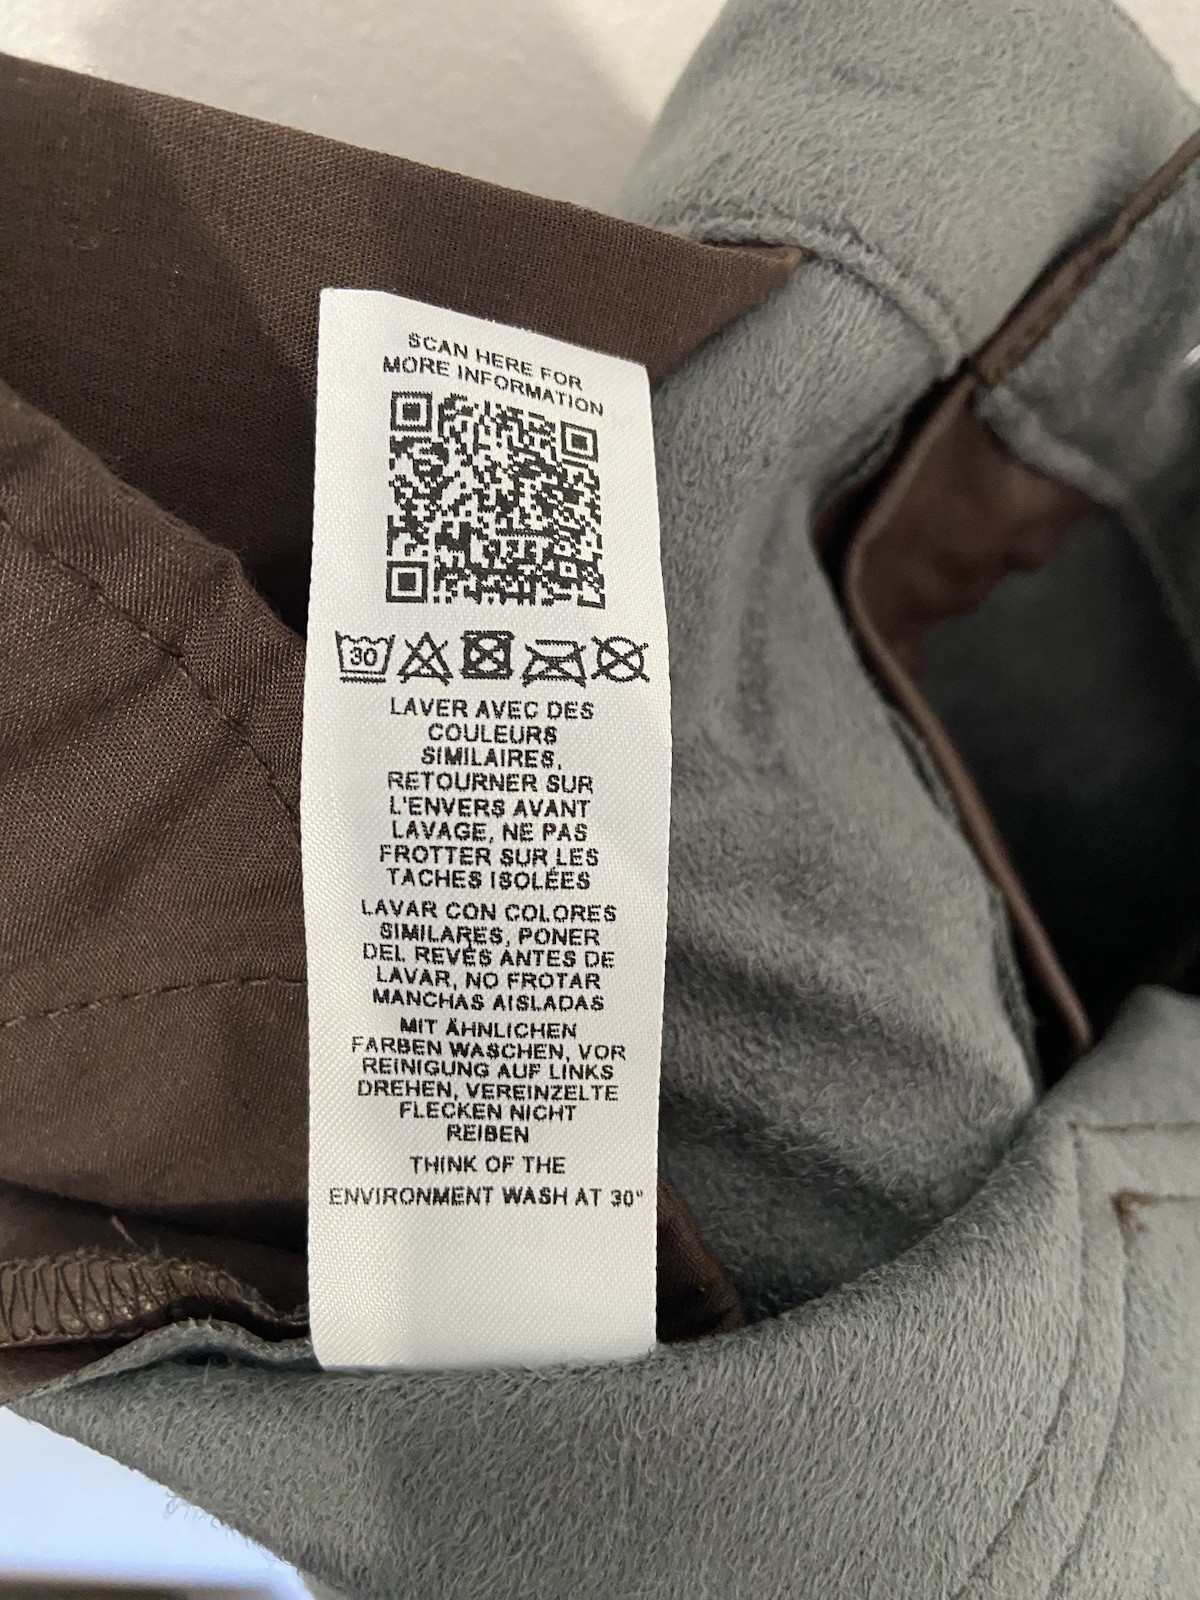 SCAN HERE FOR
MORE INFORMATION
30
LAVER AVEC DES
COULEURS
SIMILAIRES,
RETOURNER SUR
L'ENVERS AVANT
LAVAGE, NE PAS
FROTTER SUR LES
TACHES ISOLÉES
LAVAR CON COLORES
SIMILARES, PONER
DEL REVÉS ANTES DE
LAVAR, NO FROTAR
MANCHAS AISLADAS
MIT ÄHNLICHEN
FARBEN WASCHEN, VOR
REINIGUNG AUF LINKS
DREHEN, VEREINZELTE
FLECKEN NICHT
REIBEN
THINK OF THE
ENVIRONMENT WASH AT 30°